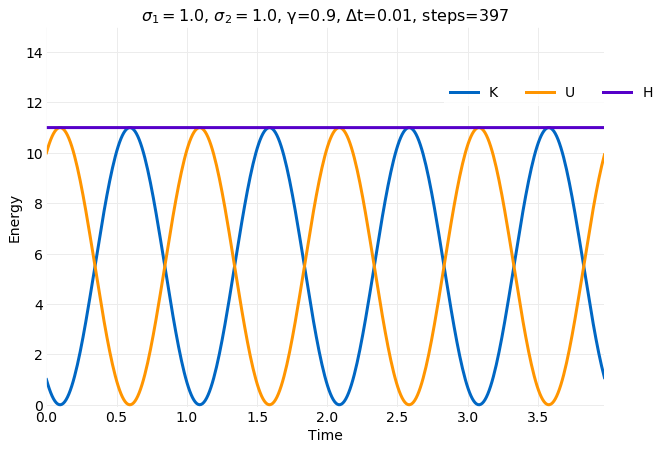 σ₁ = 1.0, σ₂ = 1.0, γ=0.9, Δt=0.01, steps=397
14
12
10
8
6
4
2
0
Energy
K U H
0.0 0.5 1.0 1.5 2.0 2.5 3.0 3.5
Time